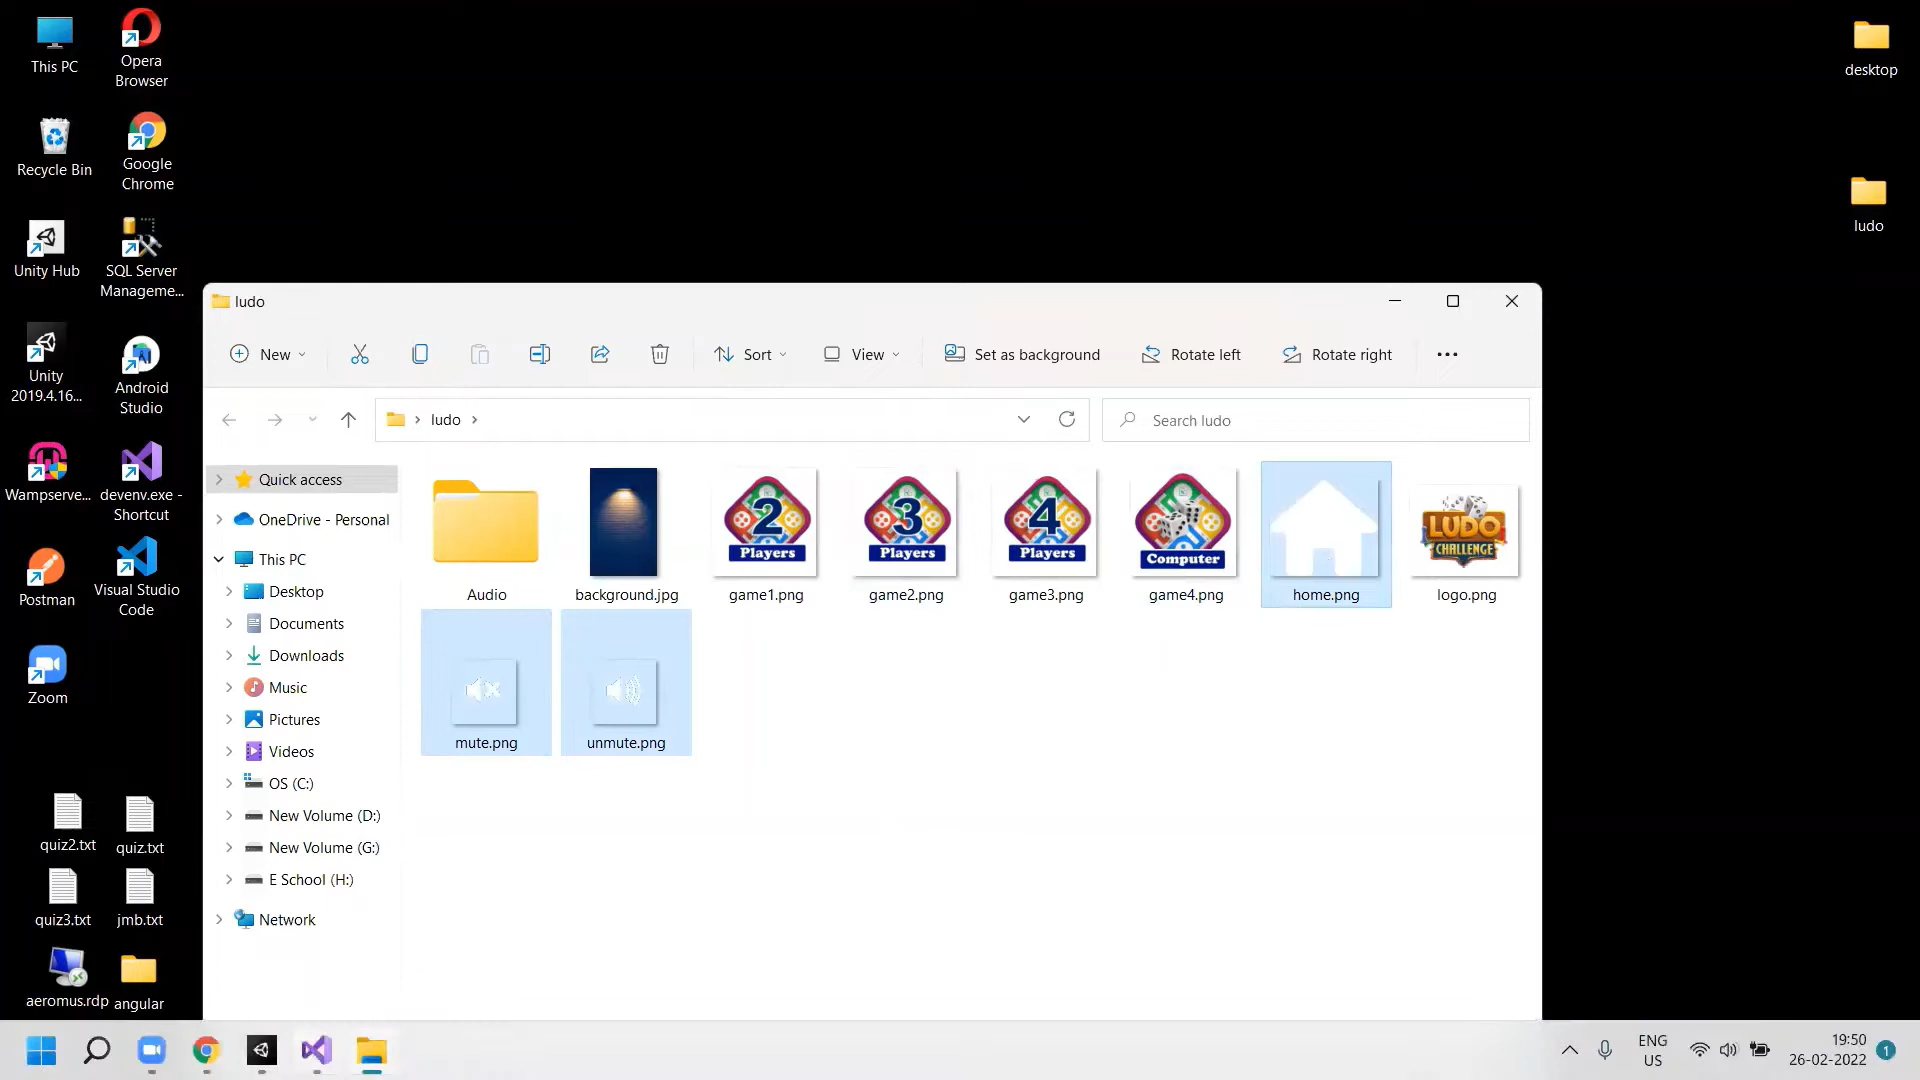 This PC
Opera
Browser
desktop
Recycle Bin
Google
Chrome
ludo
Unity Hub
SQL Server
Manageme...
Unity
2019.4.16...
Android
Studio
Wampserve...
devenv.exe -
Shortcut
Postman
Visual Studio
Code
Zoom
quiz2.txt
quiz.txt
quiz3.txt
jmb.txt
aeromus.rdp
angular
ludo
New
Sort
View
Set as background
Rotate left
Rotate right
ludo
Search ludo
Quick access
OneDrive - Personal
This PC
Desktop
Documents
Downloads
Music
Pictures
Videos
OS (C:)
New Volume (D:)
New Volume (G:)
E School (H:)
Network
2
Players
3
Players
4
Players
Computer
LUDO
CHALLENGE
Audio
background.jpg
game1.png
game2.png
game3.png
game4.png
home.png
logo.png
mute.png
unmute.png
ENG
US
19:50
26-02-2022
1